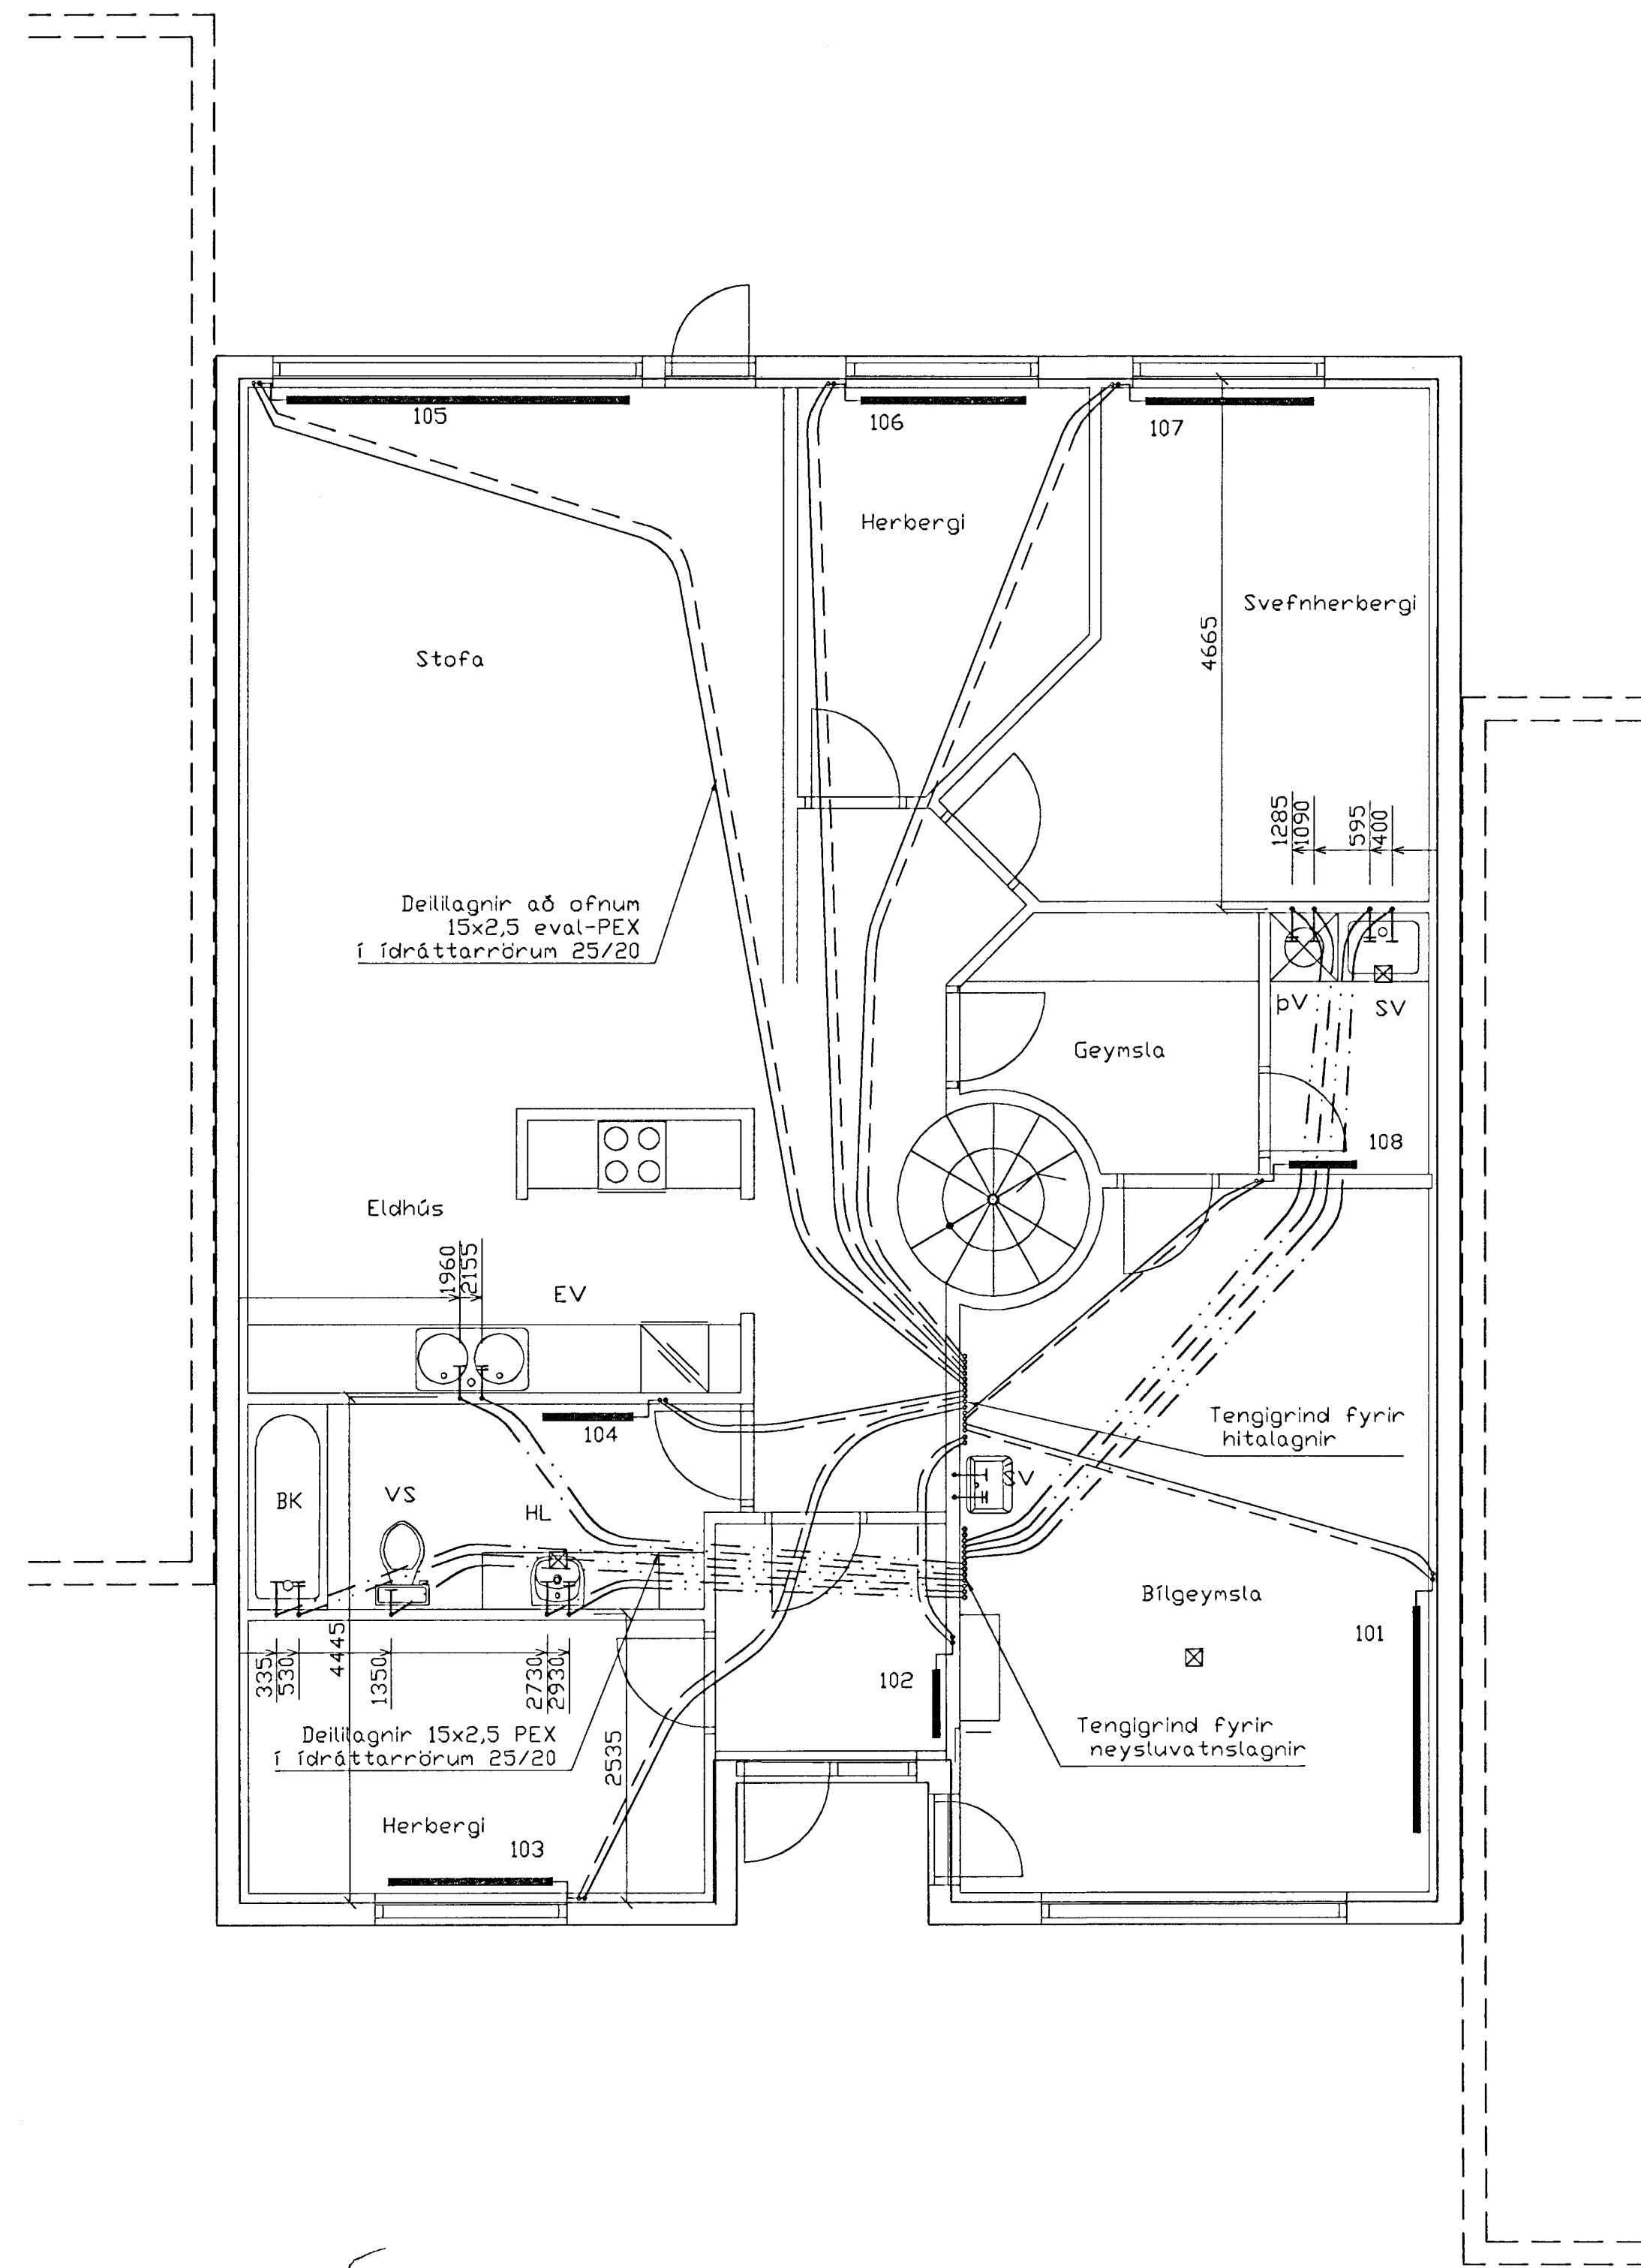 105
106
107
Herbergi
Svefnherbergi
4665
Stofa
1285
1090
595
400
Deililagnir að ofnum
15x2,5 eval-PEX
í ídráttarrörum 25/20
þV
SV
Geymsla
108
Eldhús
1960
2155
EV
Tengigrind fyrir
hitalagnir
104
SV
BK
VS
HL
Bílgeymsla
101
335
530
4445
1350
2730
2930
102
Deililagnir 15x2,5 PEX
í ídráttarrörum 25/20
2535
Tengigrind fyrir
neysluvatnslagnir
Herbergi
103